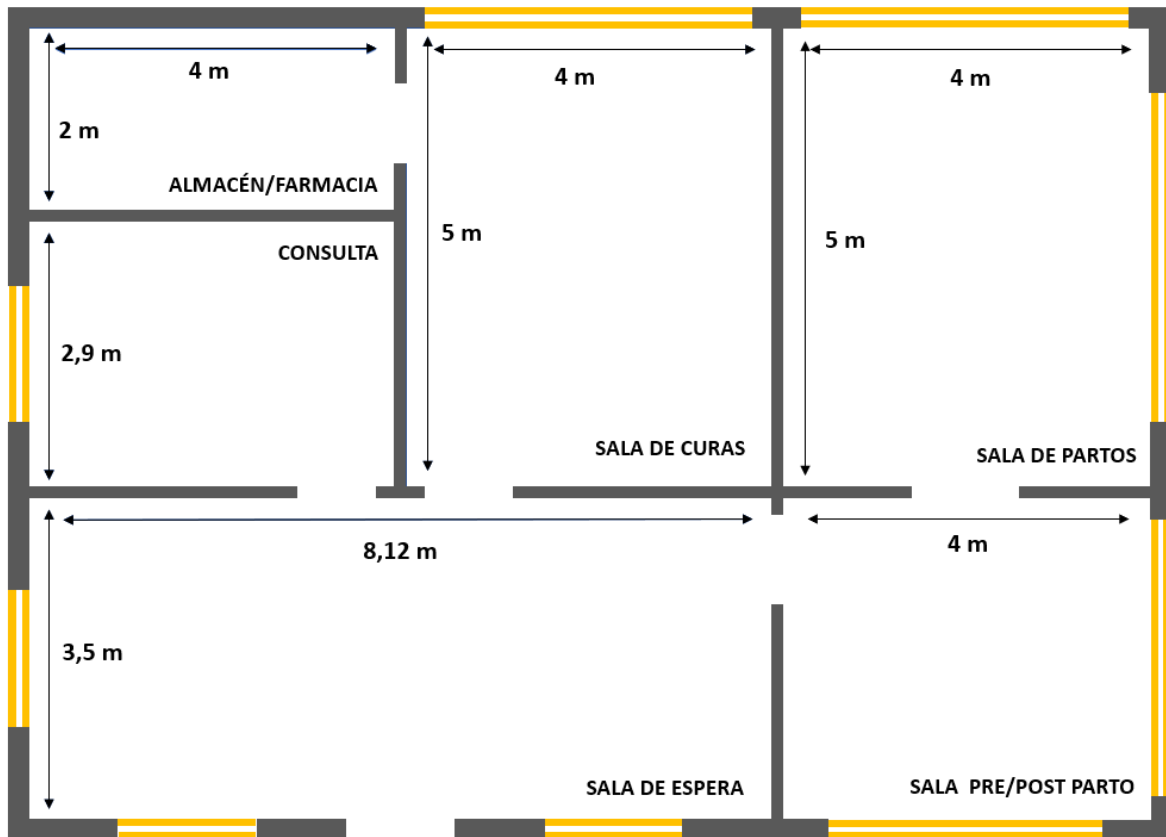 4 m
4 m
4 m
2 m
ALMACÉN/FARMACIA
5 m
5 m
CONSULTA
2,9 m
SALA DE CURAS
SALA DE PARTOS
8,12 m
4 m
3,5 m
SALA DE ESPERA
SALA PRE/POST PARTO